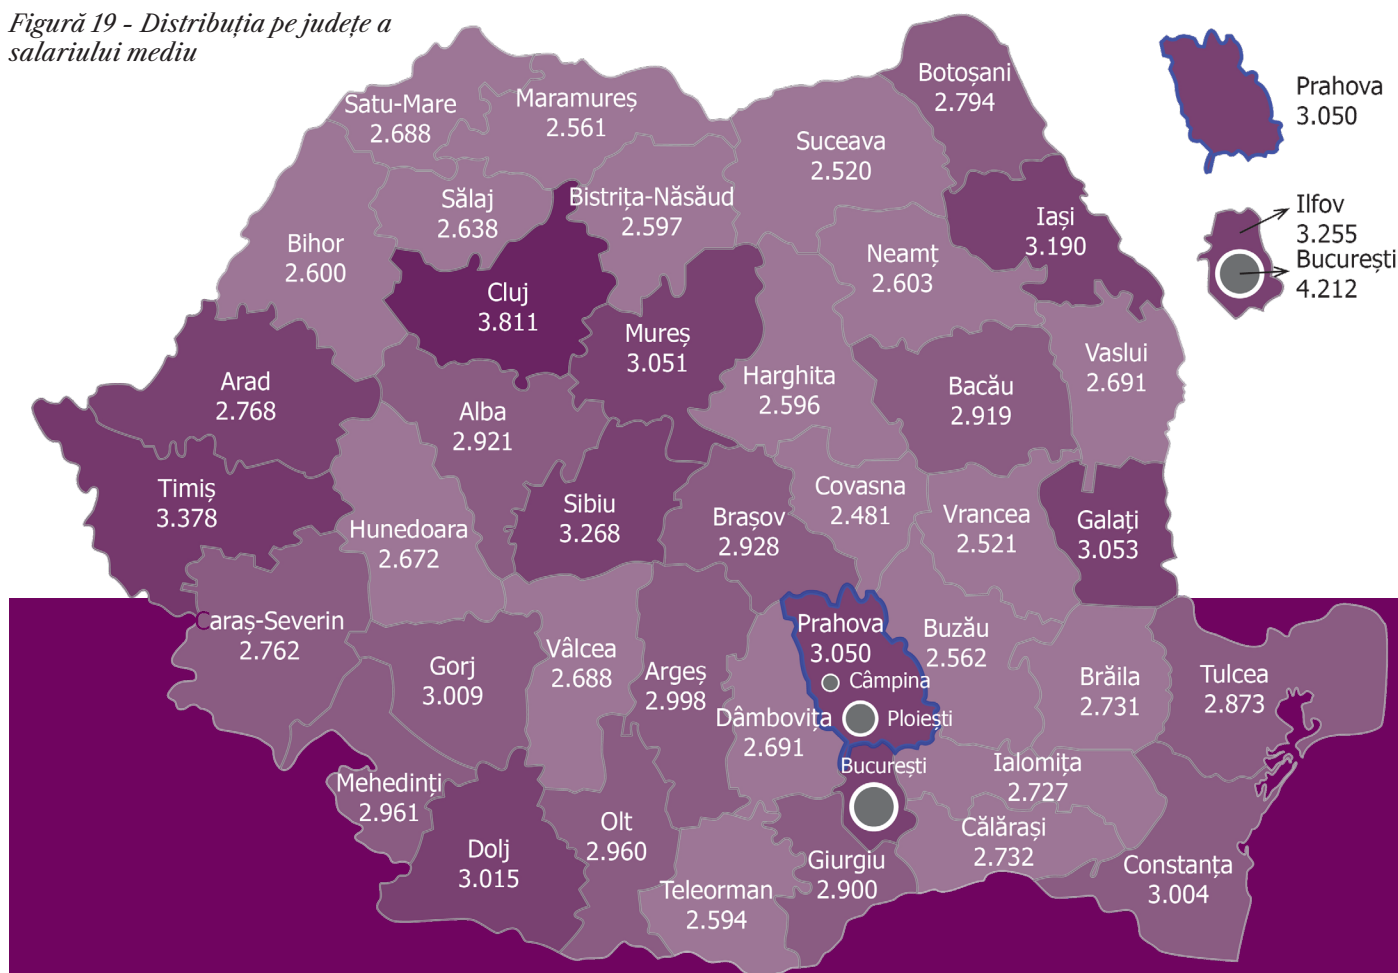 Figură 19 - Distribuția pe județe a
salariului mediu
Botoșani
2.794
Prahova
3.050
Satu-Mare
2.688
Maramureș
2.561
Suceava
2.520
Ilfov
3.255
București
4.212
Sălaj
2.638
Bistrița-Năsăud
2.597
Iași
3.190
Bihor
2.600
Neamț
2.603
Cluj
3.811
Mureș
3.051
Vaslui
2.691
Arad
2.768
Alba
2.921
Harghita
2.596
Bacău
2.919
Timiș
3.378
Hunedoara
2.672
Sibiu
3.268
Brașov
2.928
Covasna
2.481
Vrancea
2.521
Galați
3.053
Caraș-Severin
2.762
Gorj
3.009
Vâlcea
2.688
Argeș
2.998
Prahova
3.050
Câmpina
Ploiești
Buzău
2.562
Brăila
2.731
Tulcea
2.873
Dâmbovița
2.691
București
Ialomița
2.727
Mehedinți
2.961
Dolj
3.015
Olt
2.960
Teleorman
2.594
Giurgiu
2.900
Călărași
2.732
Constanța
3.004